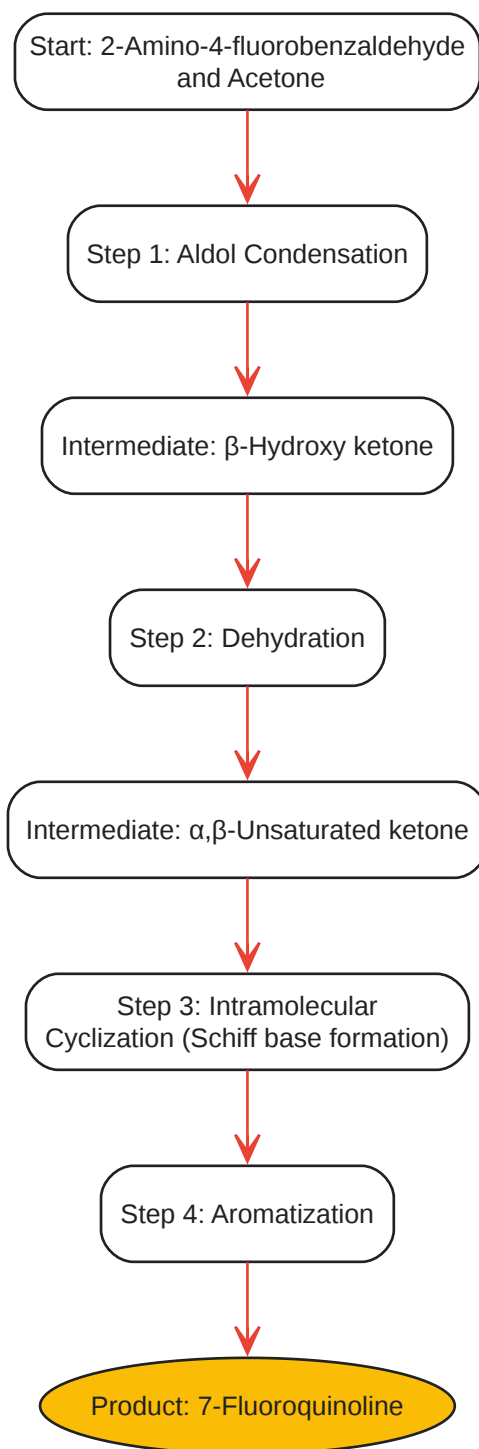 Start: 2-Amino-4-fluorobenzaldehyde
and Acetone
Step 1: Aldol Condensation
Intermediate: β-Hydroxy ketone
Step 2: Dehydration
Intermediate: α,β-Unsaturated ketone
Step 3: Intramolecular
Cyclization (Schiff base formation)
Step 4: Aromatization
Product: 7-Fluoroquinoline